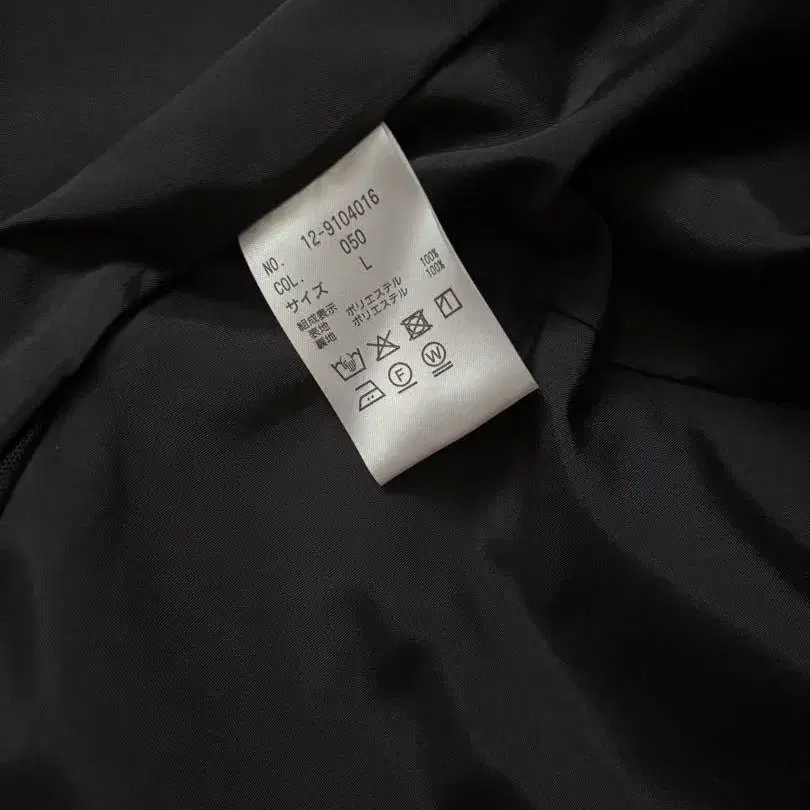 NO. 12-9104016
COL. 050
サイズ L
組成表示
表地 ポリエステル 100%
裏地 ポリエステル 100%
F W